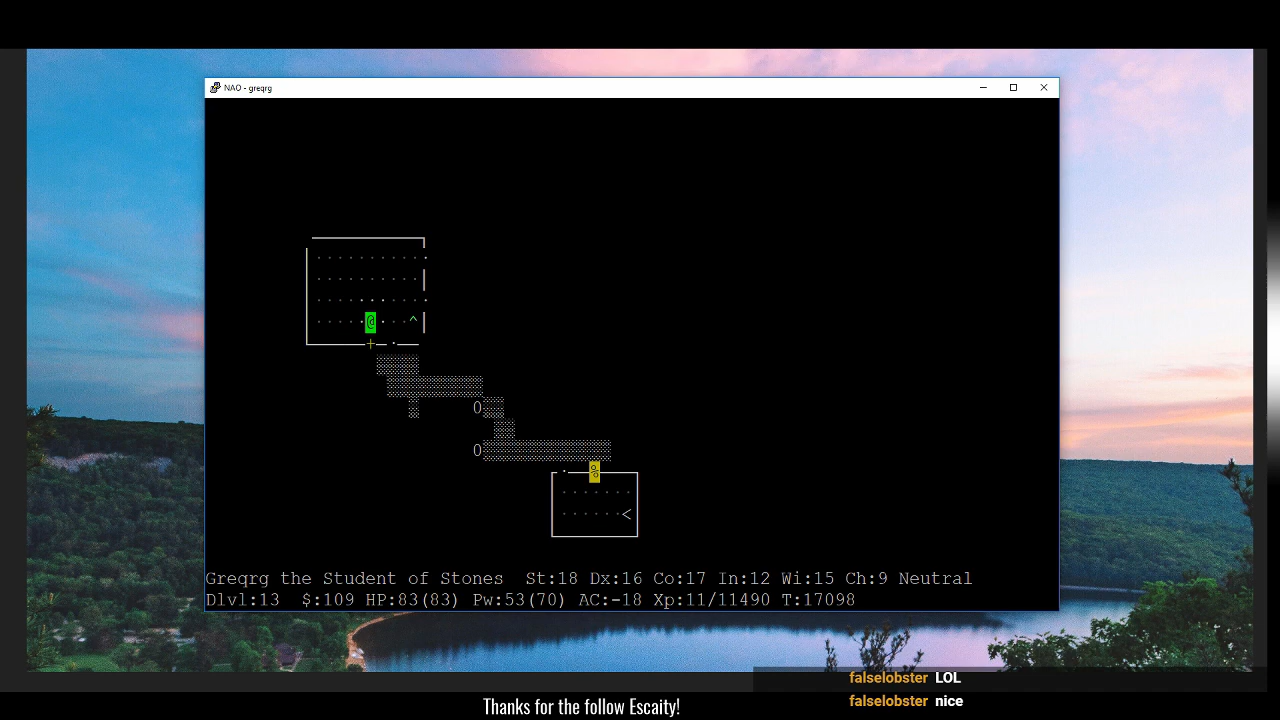 NAO - greqrg
Greqrg the Student of Stones St:18 Dx:16 Co:17 In:12 Wi:15 Ch:9 Neutral
Dlvl:13 $:109 HP:83(83) Pw:53(70) AC:-18 Xp:11/11490 T:17098
falselobster LOL
falselobster nice
Thanks for the follow Escaity!